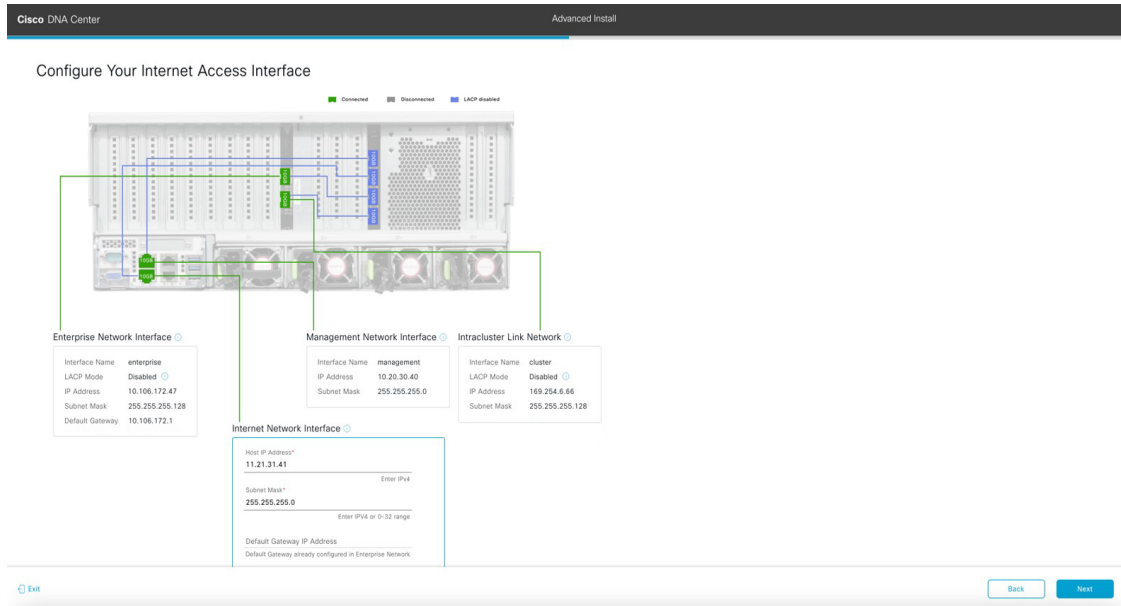 Cisco DNA Center
Advanced Install
Configure Your Internet Access Interface
Connected Disconnected LACP disabled
10GB
10GB
10GB
10GB
10GB
10GB
10GB
10GB
Enterprise Network Interface
Interface Name enterprise
LACP Mode Disabled
IP Address 10.106.172.47
Subnet Mask 255.255.255.128
Default Gateway 10.106.172.1
Management Network Interface
Interface Name management
IP Address 10.20.30.40
Subnet Mask 255.255.255.0
Intracluster Link Network
Interface Name cluster
LACP Mode Disabled
IP Address 169.254.6.66
Subnet Mask 255.255.255.128
Internet Network Interface
Host IP Address*
11.21.31.41
Enter IPv4
Subnet Mask*
255.255.255.0
Enter IPV4 or 0-32 range
Default Gateway IP Address
Default Gateway already configured in Enterprise Network
Exit
Back
Next